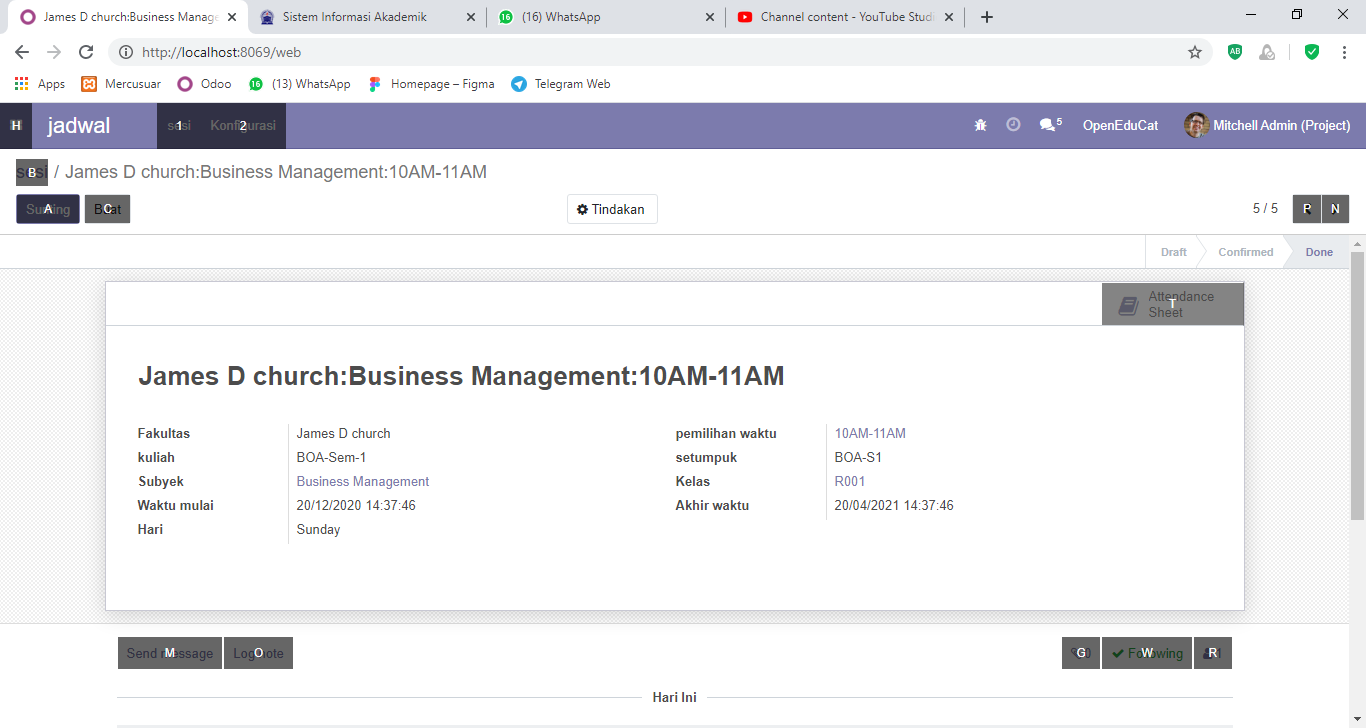 James D church:Business Manage
Sistem Informasi Akademik
(16) WhatsApp
Channel content - YouTube Studi
http://localhost:8069/web
Apps
Mercusuar
Odoo
(13) WhatsApp
Homepage – Figma
Telegram Web
H
jadwal
sesi 1
Konfigurasi 2
5
OpenEduCat
Mitchell Admin (Project)
B / James D church:Business Management:10AM-11AM
A
C
Tindakan
5 / 5
P
N
Draft
Confirmed
Done
Attendance
Sheet
T
James D church:Business Management:10AM-11AM
Fakultas James D church pemilihan waktu 10AM-11AM
kuliah BOA-Sem-1 setumpuk BOA-S1
Subyek Business Management Kelas R001
Waktu mulai 20/12/2020 14:37:46 Akhir waktu 20/04/2021 14:37:46
Hari Sunday
Send message M
Log note O
G
Following W
R
Hari Ini